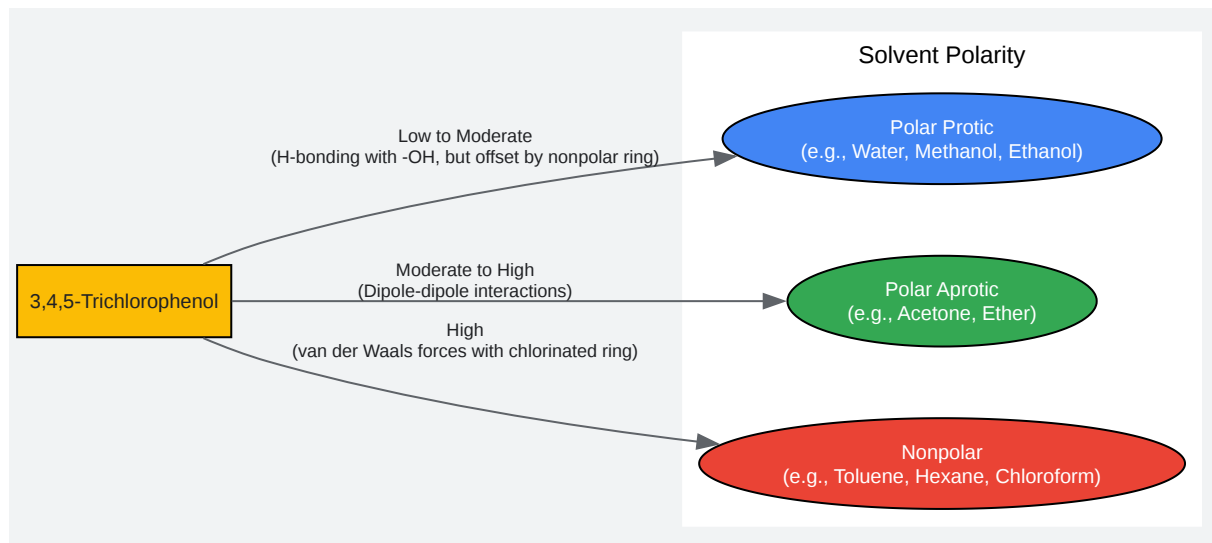 Solvent Polarity
Low to Moderate
(H-bonding with -OH, but offset by nonpolar ring)
Polar Protic
(e.g., Water, Methanol, Ethanol)
3,4,5-Trichlorophenol
Moderate to High
(Dipole-dipole interactions)
Polar Aprotic
(e.g., Acetone, Ether)
High
(van der Waals forces with chlorinated ring)
Nonpolar
(e.g., Toluene, Hexane, Chloroform)